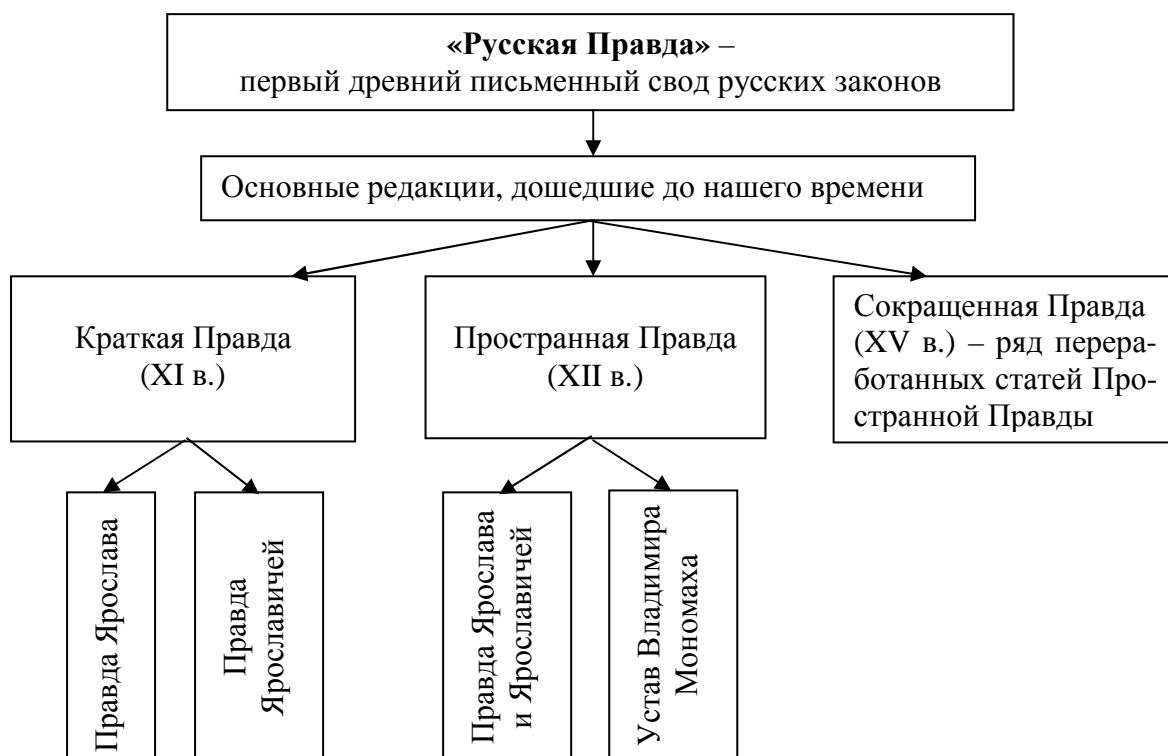 «Русская Правда» –
первый древний письменный свод русских законов
Основные редакции, дошедшие до нашего времени
Краткая Правда
(XI в.)
Пространная Правда
(XII в.)
Сокращенная Правда
(XV в.) – ряд перера-
ботанных статей Про-
странной Правды
Правда Ярослава
Правда
Ярославичей
Правда Ярослава
и Ярославичей
Устав Владимира
Мономаха